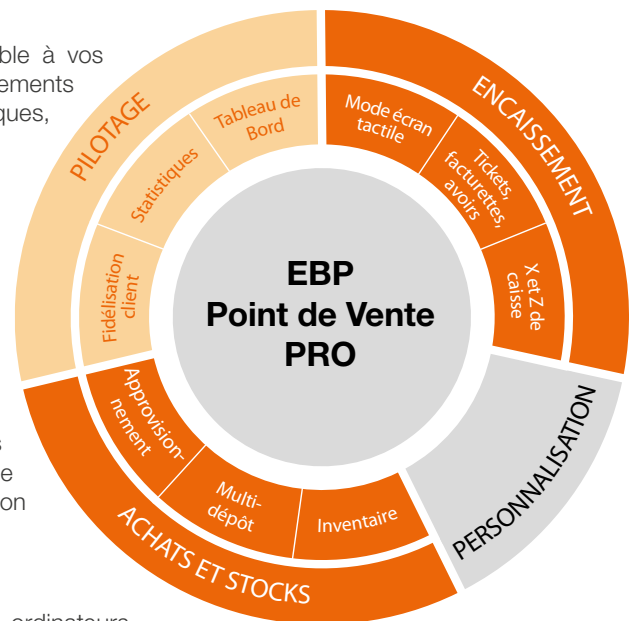 ble à vos
ements
ques,
s
e
on
ordinateurs
PILOTAGE
Tableau de
Bord
Statistiques
Fidélisation
client
ENCAISSEMENT
Mode écran
tactile
Tickets,
facturettes,
avoirs
X et Z de
caisse
EBP
Point de Vente
PRO
PERSONNALISATION
ACHATS ET STOCKS
Approvision-
nement
Multi-
dépôt
Inventaire